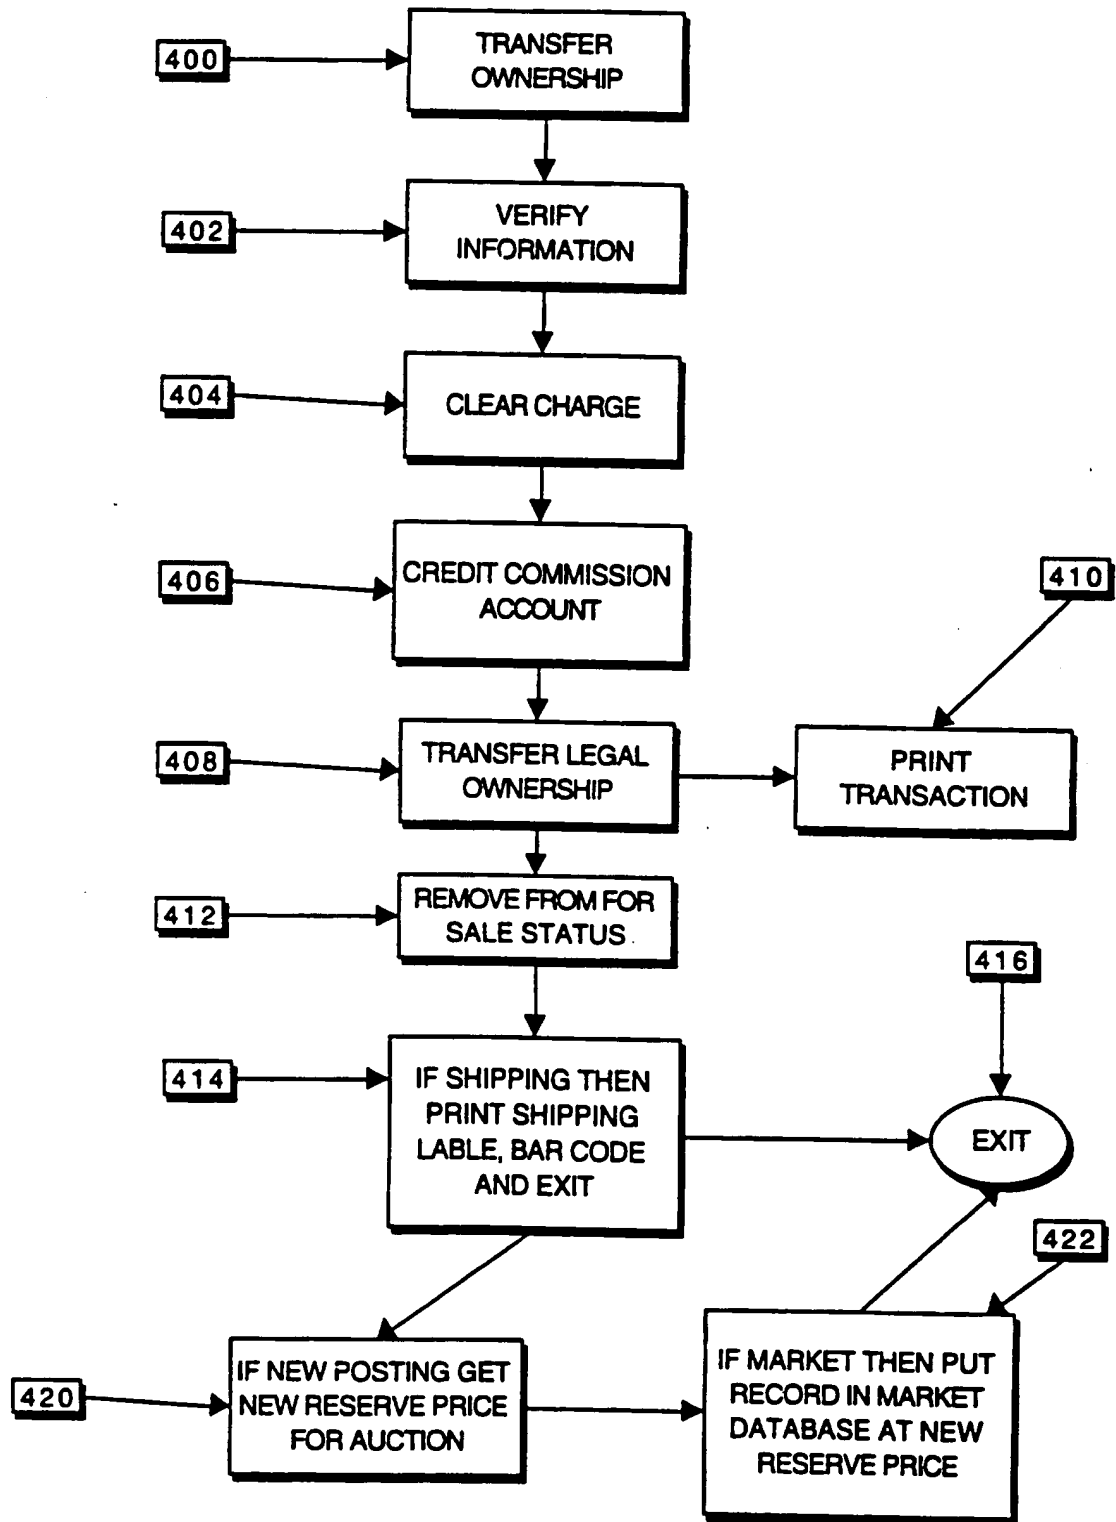 400
TRANSFER
OWNERSHIP
402
VERIFY
INFORMATION
404
CLEAR CHARGE
406
CREDIT COMMISSION
ACCOUNT
410
408
TRANSFER LEGAL
OWNERSHIP
PRINT
TRANSACTION
412
REMOVE FROM FOR
SALE STATUS
416
414
IF SHIPPING THEN
PRINT SHIPPING
LABLE, BAR CODE
AND EXIT
EXIT
422
420
IF NEW POSTING GET
NEW RESERVE PRICE
FOR AUCTION
IF MARKET THEN PUT
RECORD IN MARKET
DATABASE AT NEW
RESERVE PRICE